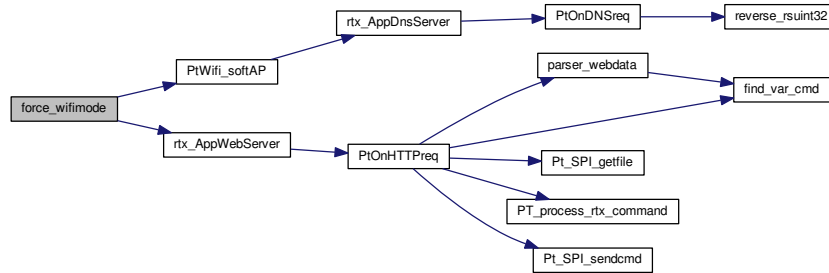 rtx_AppDnsServer
PtOnDNSreq
reverse_rsuint32
PtWifi_softAP
parser_webdata
find_var_cmd
force_wifimode
rtx_AppWebServer
PtOnHTTPreq
Pt_SPI_getfile
PT_process_rtx_command
Pt_SPI_sendcmd